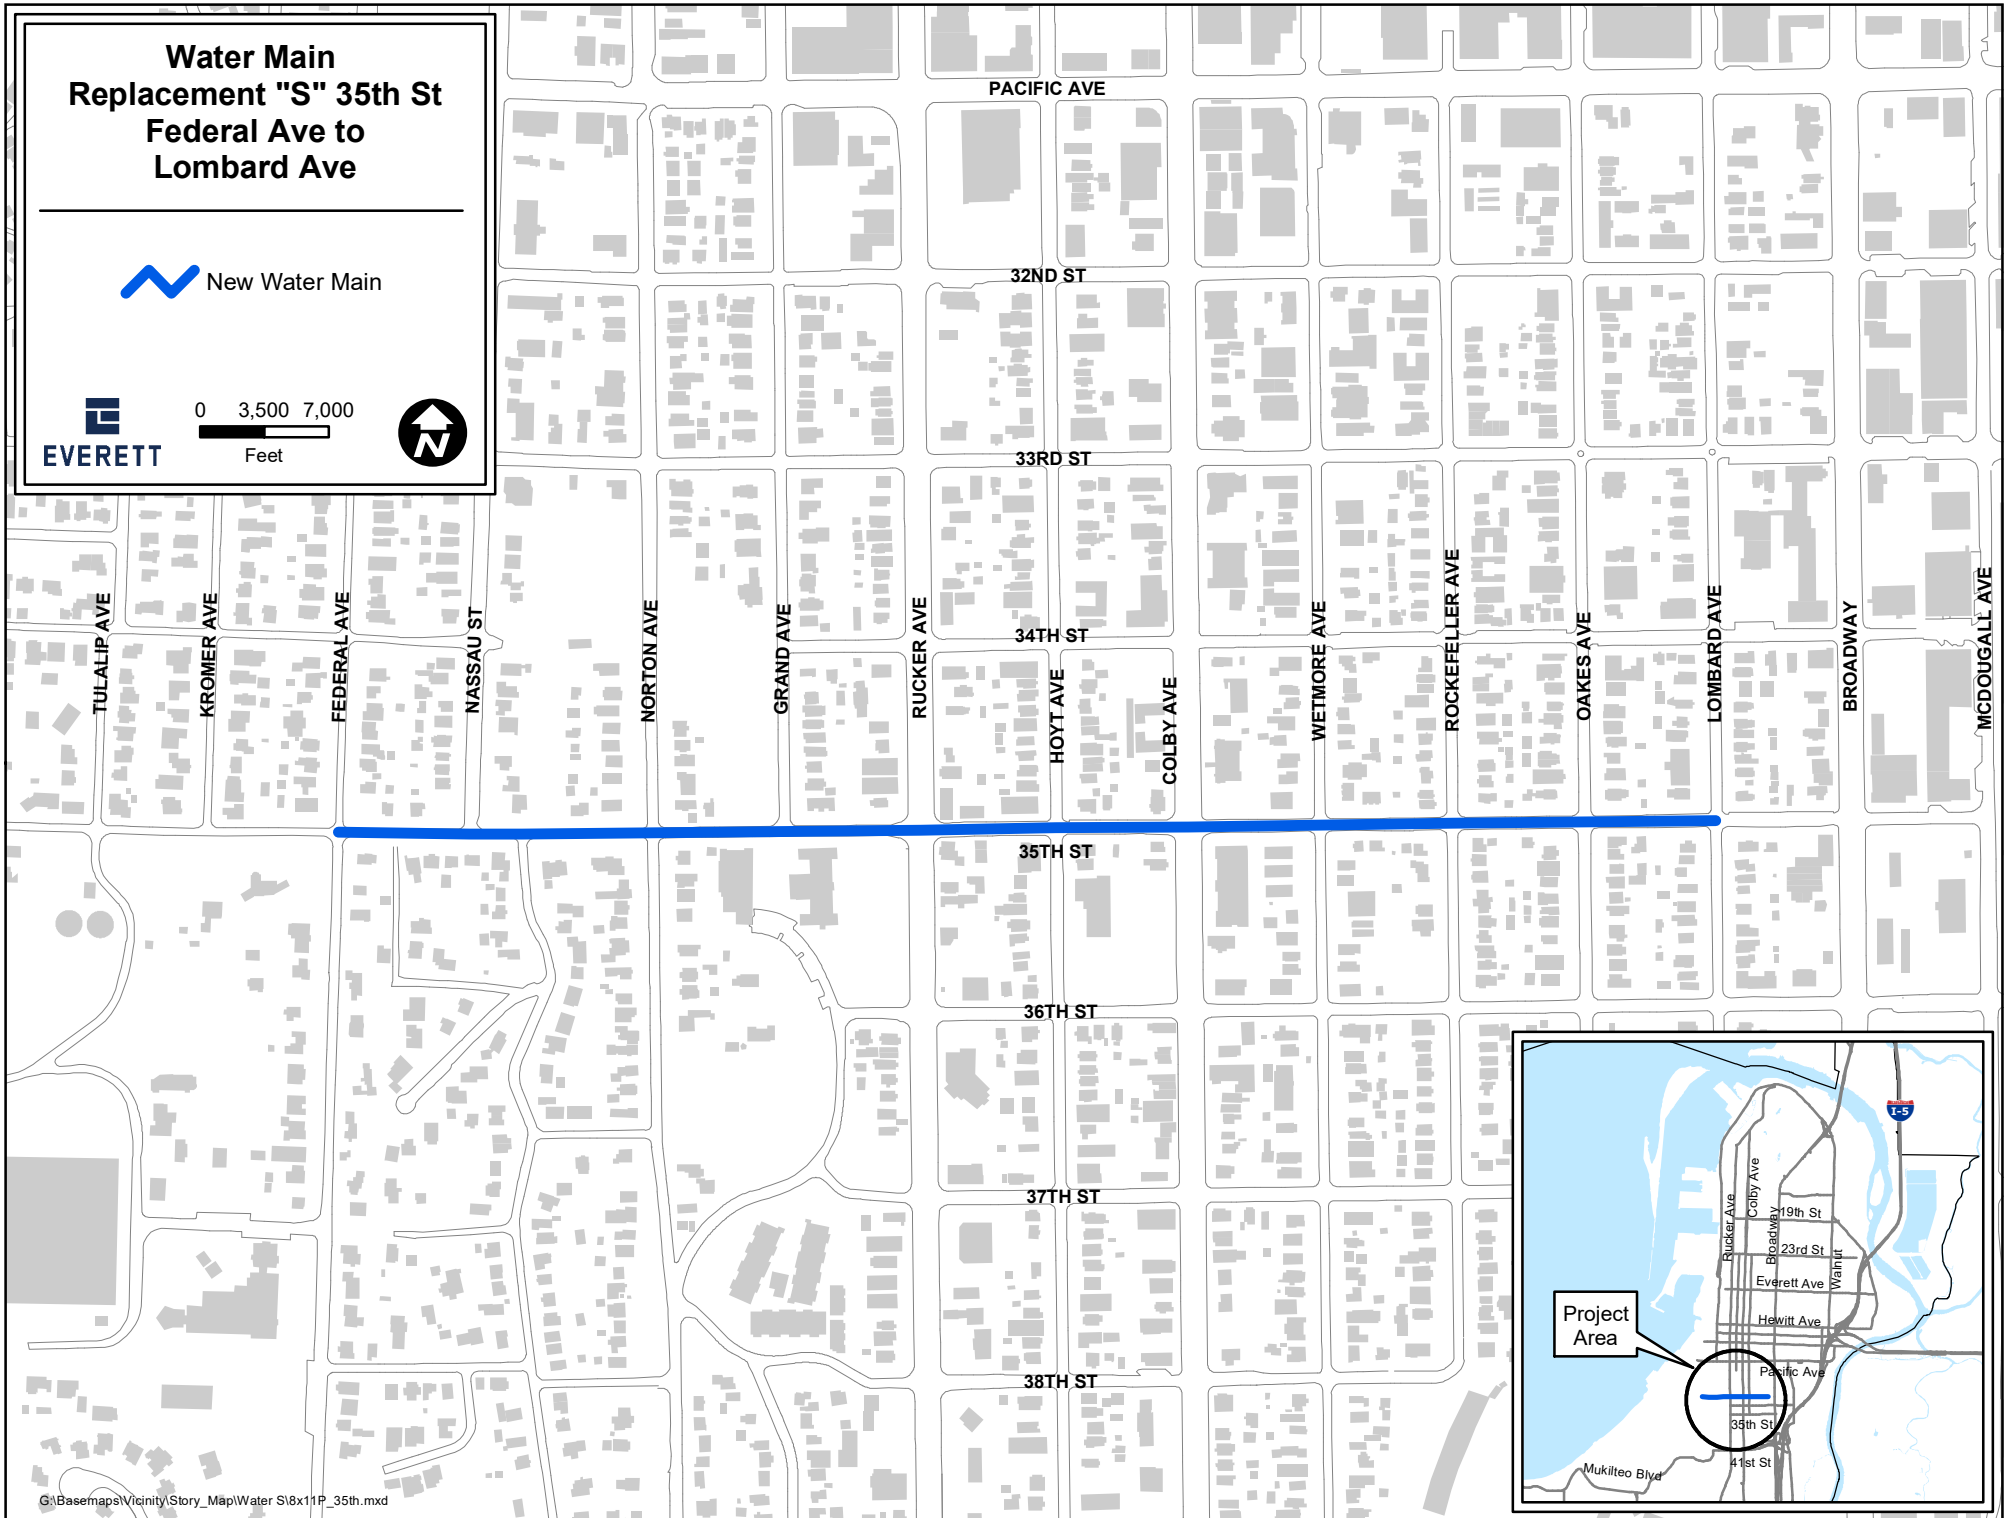 Water Main
Replacement "S" 35th St
Federal Ave to
Lombard Ave
New Water Main
EVERETT
0 3,500 7,000
Feet
N
PACIFIC AVE
32ND ST
33RD ST
34TH ST
TULALIP AVE
KROMER AVE
FEDERAL AVE
NASSAU ST
NORTON AVE
GRAND AVE
RUCKER AVE
HOYT AVE
COLBY AVE
WETMORE AVE
ROCKEFELLER AVE
OAKES AVE
LOMBARD AVE
BROADWAY
MCDOUGALL AVE
35TH ST
36TH ST
37TH ST
38TH ST
I-5
Rucker Ave
Colby Ave
Broadway
Walnut
19th St
23rd St
Everett Ave
Hewitt Ave
Pacific Ave
35th St
41st St
Mukilteo Blvd
Project
Area
G:\Basemaps\Vicinity\Story_Map\Water S\8x11P_35th.mxd